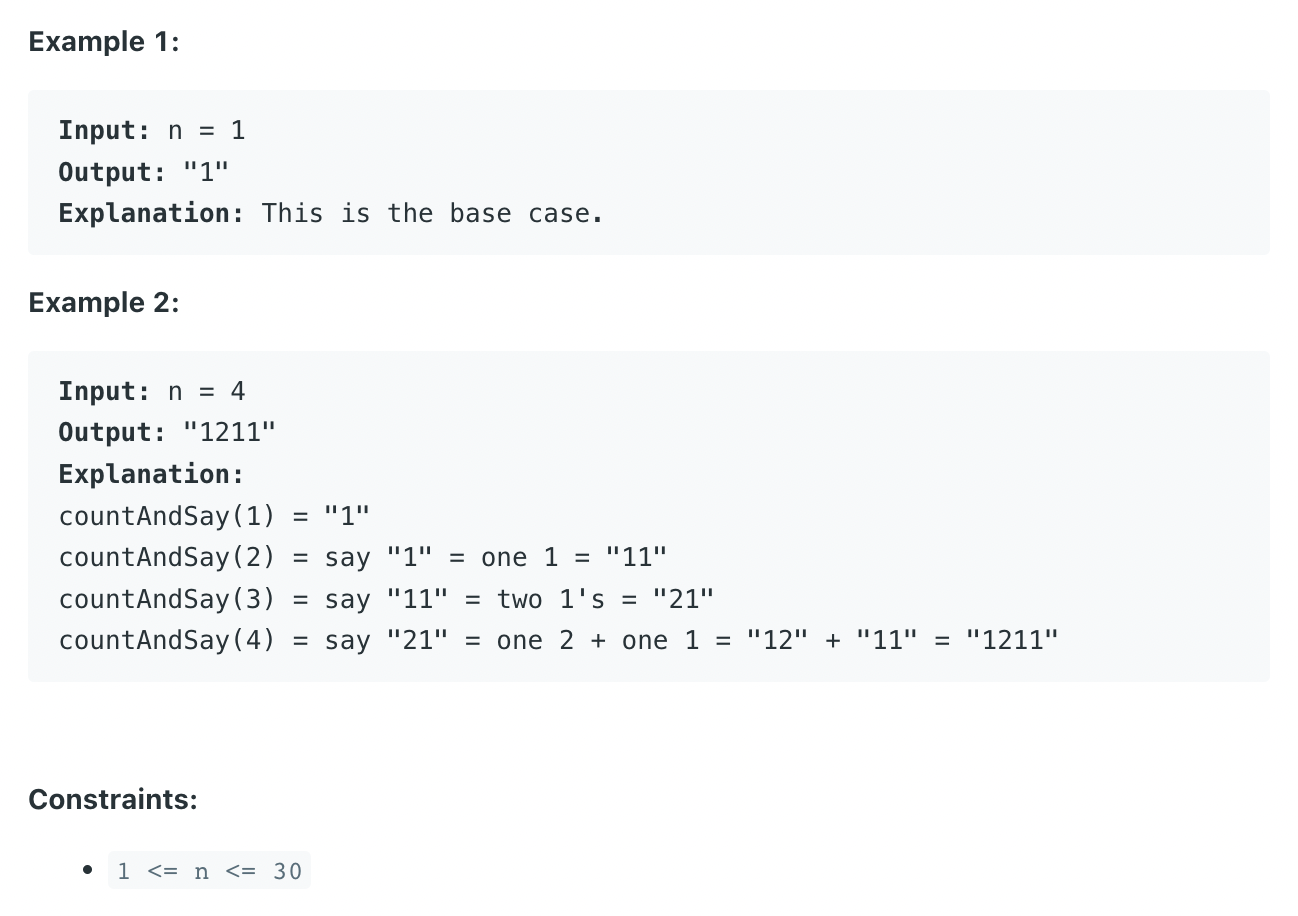 Example 1:
Input: n = 1
Output: "1"
Explanation: This is the base case.
Example 2:
Input: n = 4
Output: "1211"
Explanation:
countAndSay(1) = "1"
countAndSay(2) = say "1" = one 1 = "11"
countAndSay(3) = say "11" = two 1's = "21"
countAndSay(4) = say "21" = one 2 + one 1 = "12" + "11" = "1211"
Constraints:
• 1 <= n <= 30